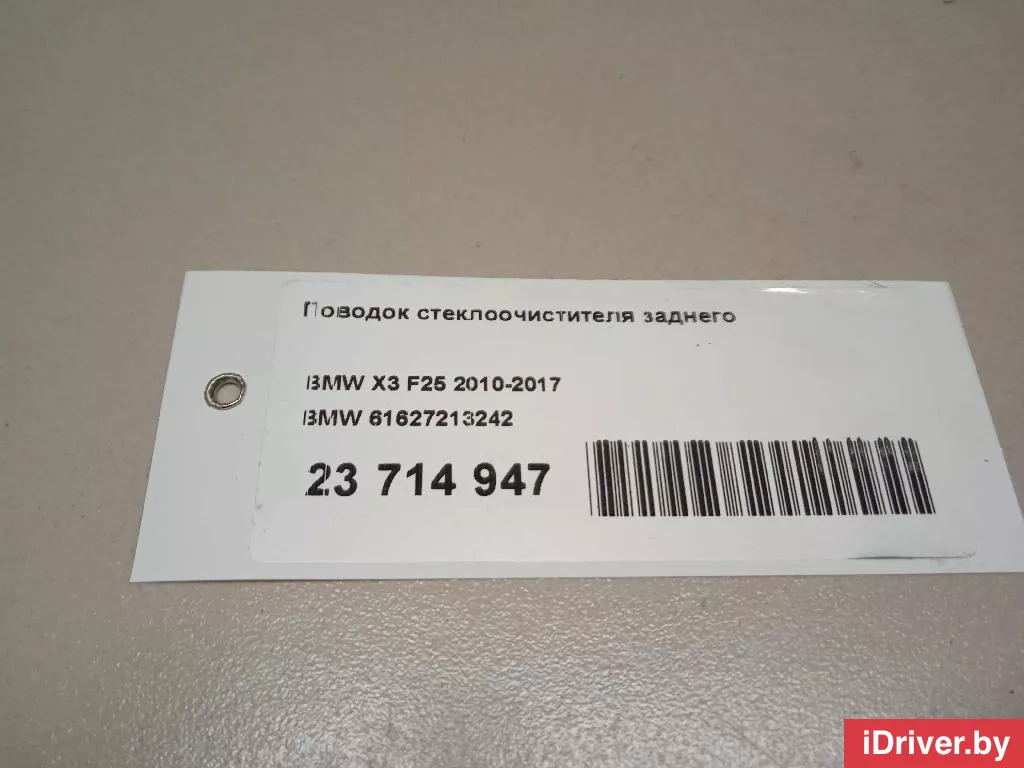 Поводок стеклоочистителя заднего
BMW X3 F25 2010-2017
BMW 61627213242
23 714 947
iDriver.by